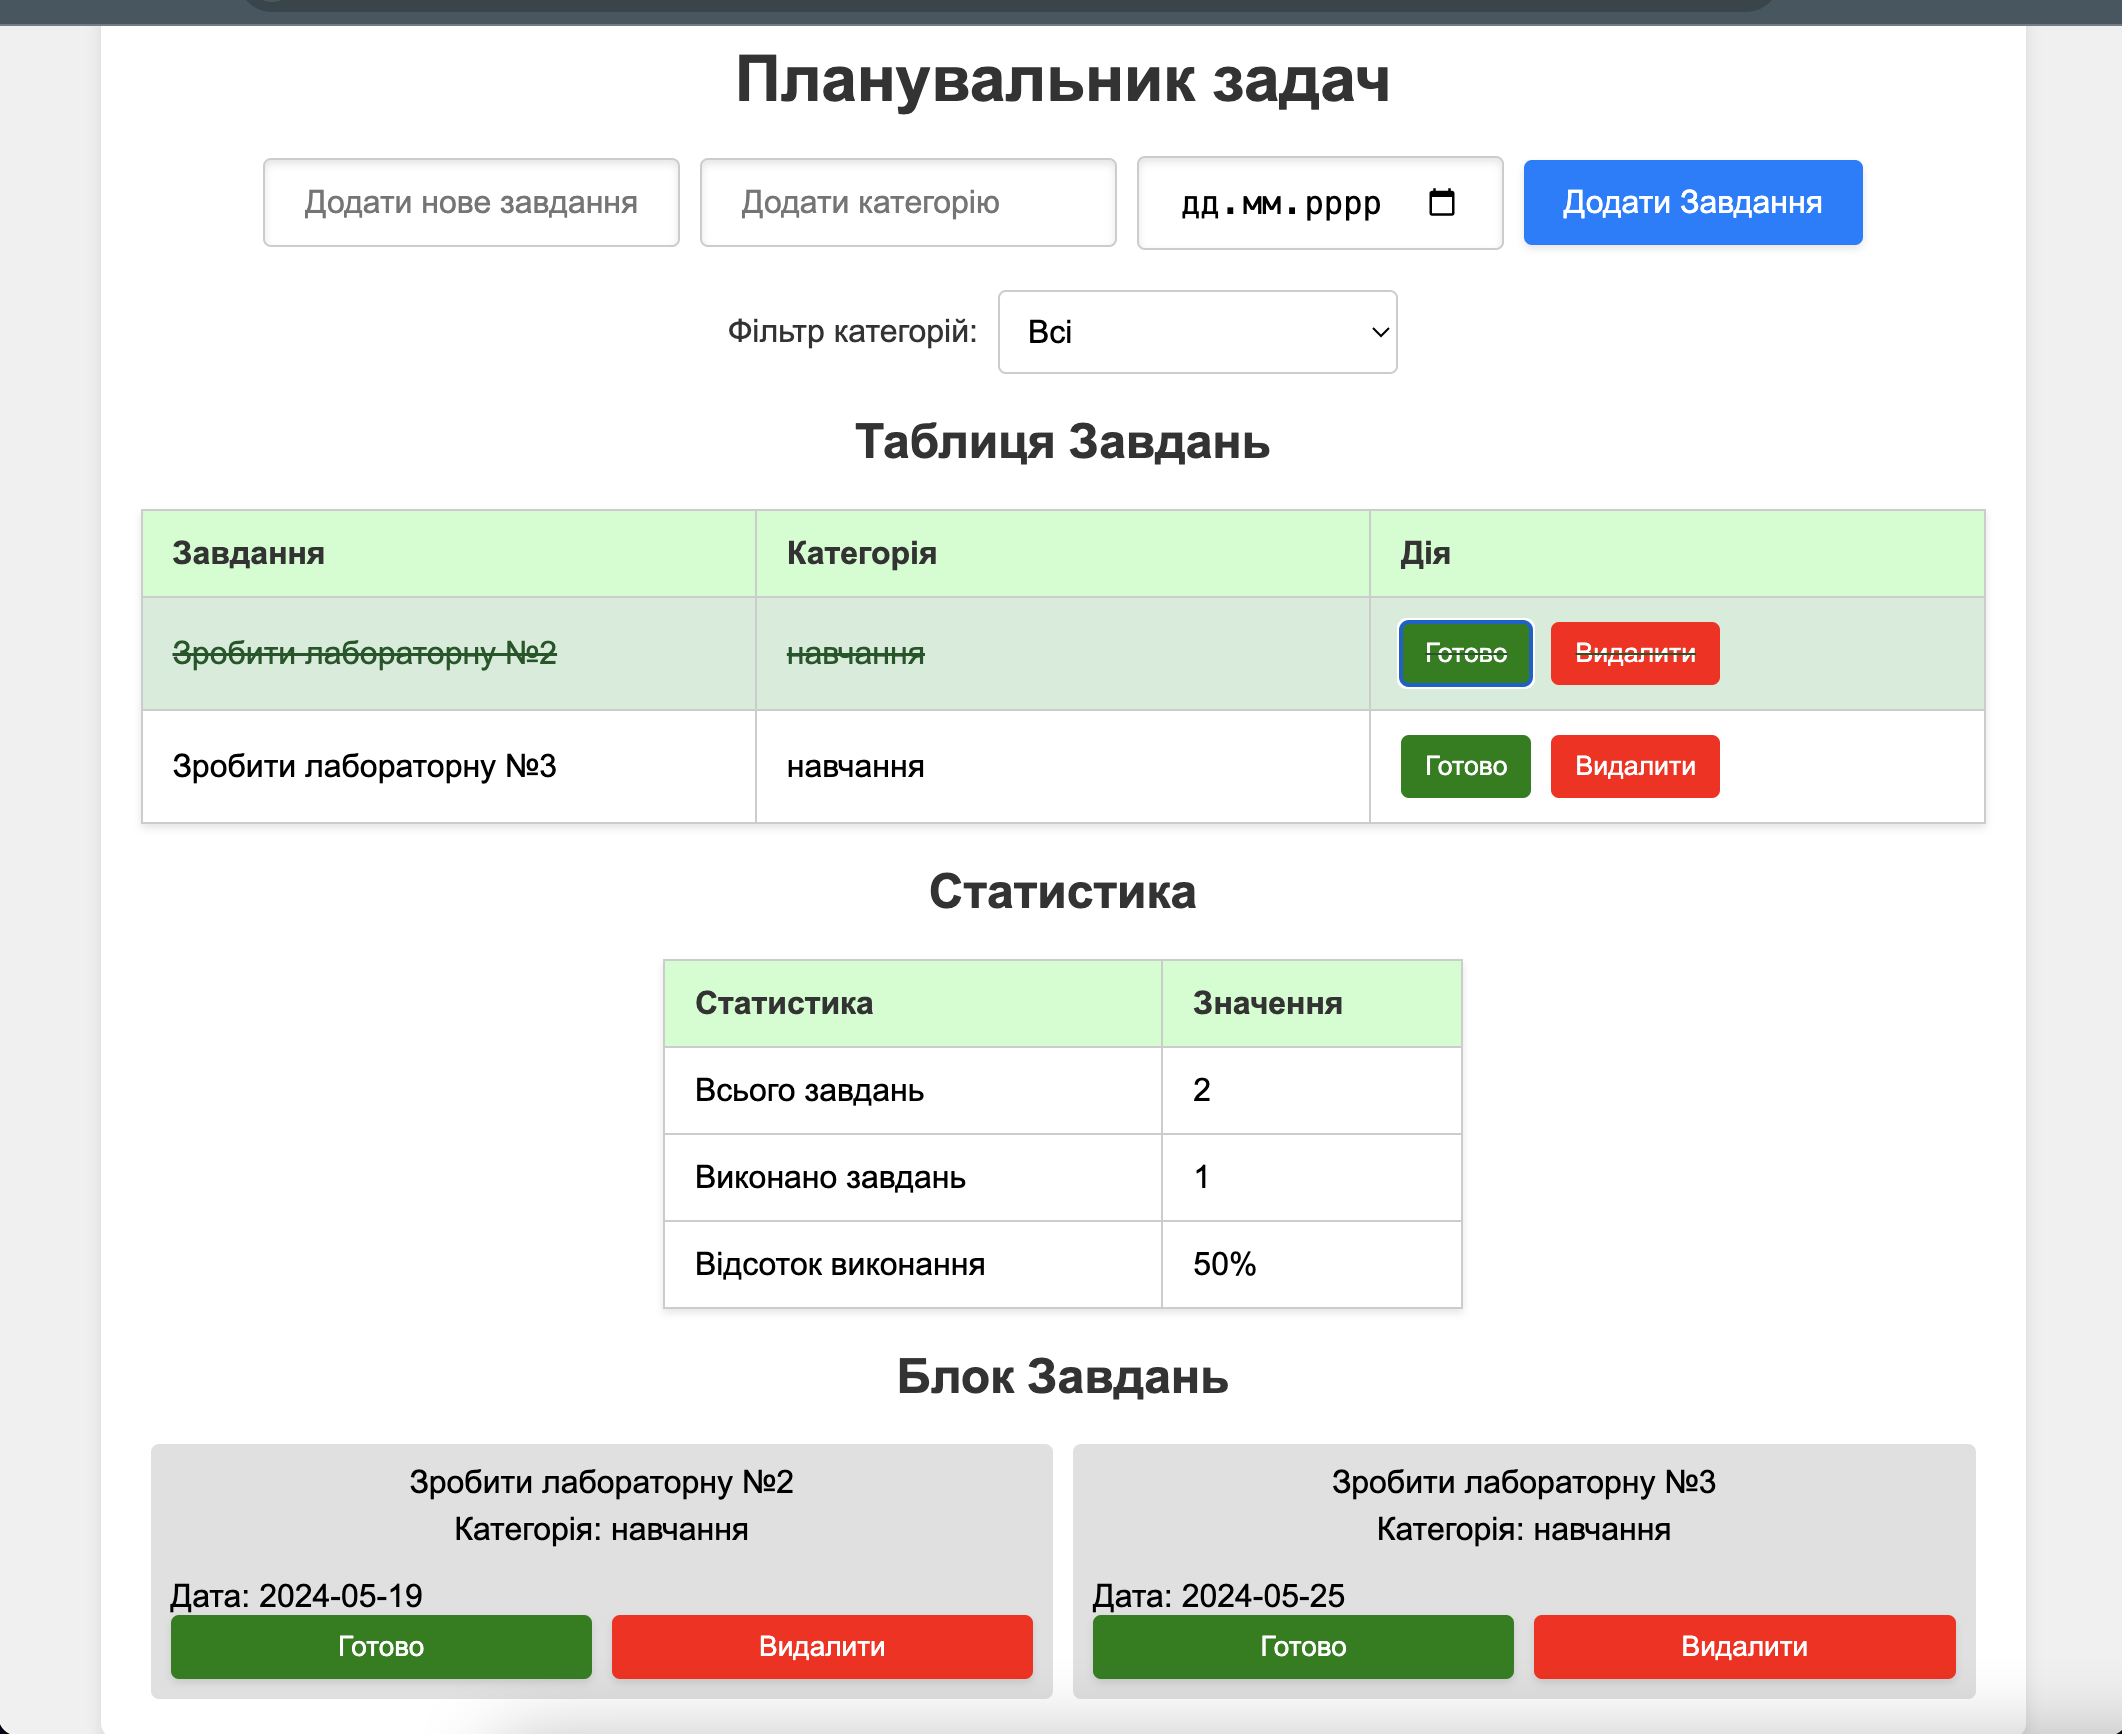 Планувальник задач
Додати нове завдання Додати категорію дд.мм.рррр Додати Завдання
Фільтр категорій: Всі
Таблиця Завдань
Завдання Категорія Дія
Зробити лабораторну №2 навчання Готово Видалити
Зробити лабораторну №3 навчання Готово Видалити
Статистика
Статистика Значення
Всього завдань 2
Виконано завдань 1
Відсоток виконання 50%
Блок Завдань
Зробити лабораторну №2
Категорія: навчання
Дата: 2024-05-19
Готово Видалити
Зробити лабораторну №3
Категорія: навчання
Дата: 2024-05-25
Готово Видалити